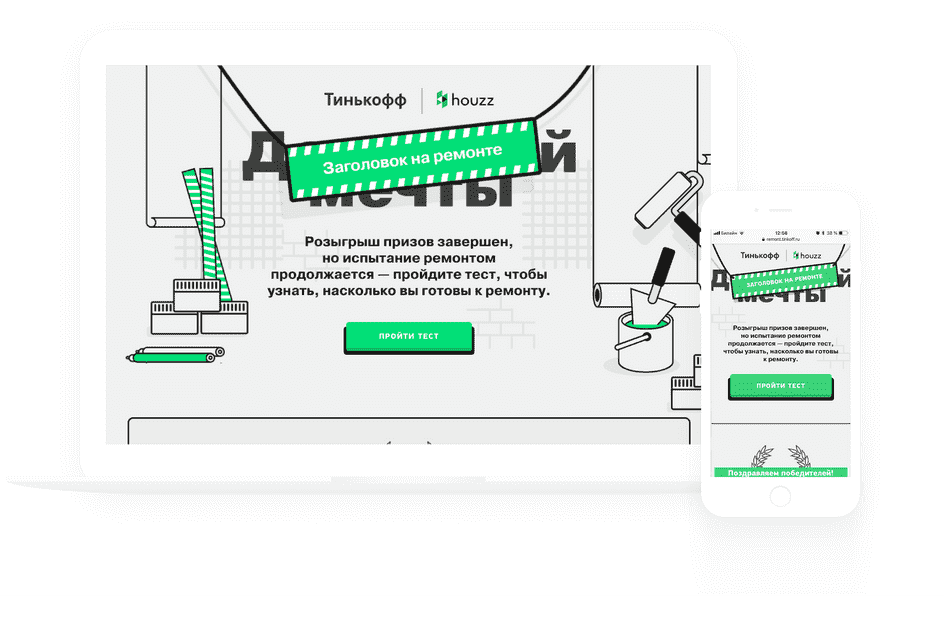 Тинькофф houzz
Заголовок на ремонте
мечты
Розыгрыш призов завершен,
но испытание ремонтом
продолжается — пройдите тест, чтобы
узнать, насколько вы готовы к ремонту.
ПРОЙТИ ТЕСТ
Билайн 12:08 38 %
remont.tinkoff.ru
Тинькофф houzz
ЗАГОЛОВОК НА РЕМОНТЕ
мечты
Розыгрыш призов завершен,
но испытание ремонтом
продолжается — пройдите тест,
чтобы узнать, насколько вы готовы
к ремонту.
ПРОЙТИ ТЕСТ
Поздравляем победителей!